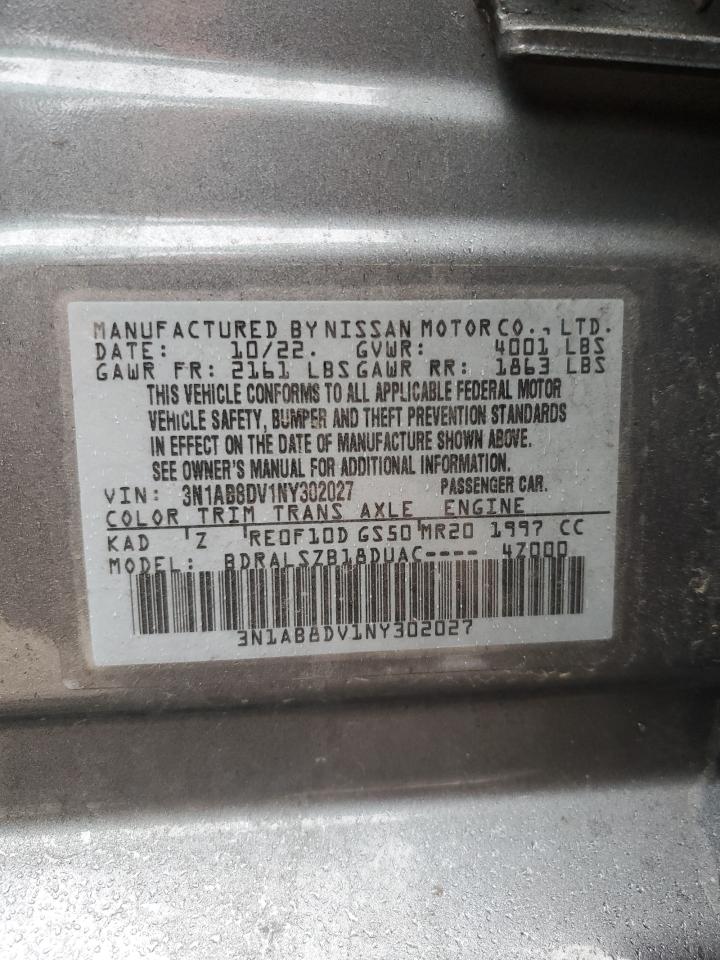 MANUFACTURED BY NISSAN MOTOR CO., LTD.
DATE: 10/22. GVWR: 4001 LBS
GAWR FR: 2161 LBS GAWR RR: 1863 LBS
THIS VEHICLE CONFORMS TO ALL APPLICABLE FEDERAL MOTOR
VEHICLE SAFETY, BUMPER AND THEFT PREVENTION STANDARDS
IN EFFECT ON THE DATE OF MANUFACTURE SHOWN ABOVE.
SEE OWNER'S MANUAL FOR ADDITIONAL INFORMATION.
VIN: 3N1AB8DV1NY302027 PASSENGER CAR.
COLOR TRIM TRANS AXLE ENGINE
KAD Z RE0F10D GS50 MR20 1997 CC
MODEL: BDRALSZB18DUAC---- 4Z000
3N1AB8DV1NY302027